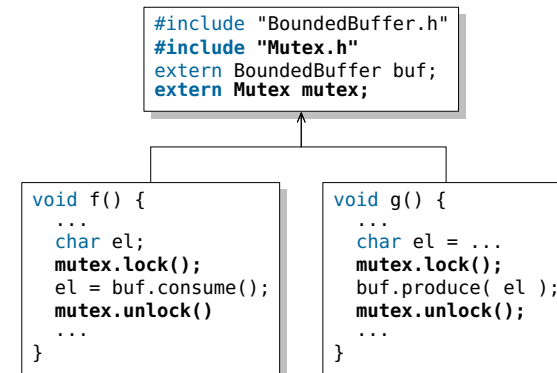 #include "BoundedBuffer.h"
#include "Mutex.h"
extern BoundedBuffer buf;
extern Mutex mutex;
void f() {
...
char el;
mutex.lock();
el = buf.consume();
mutex.unlock()
...
}
void g() {
...
char el = ...
mutex.lock();
buf.produce( el );
mutex.unlock();
...
}